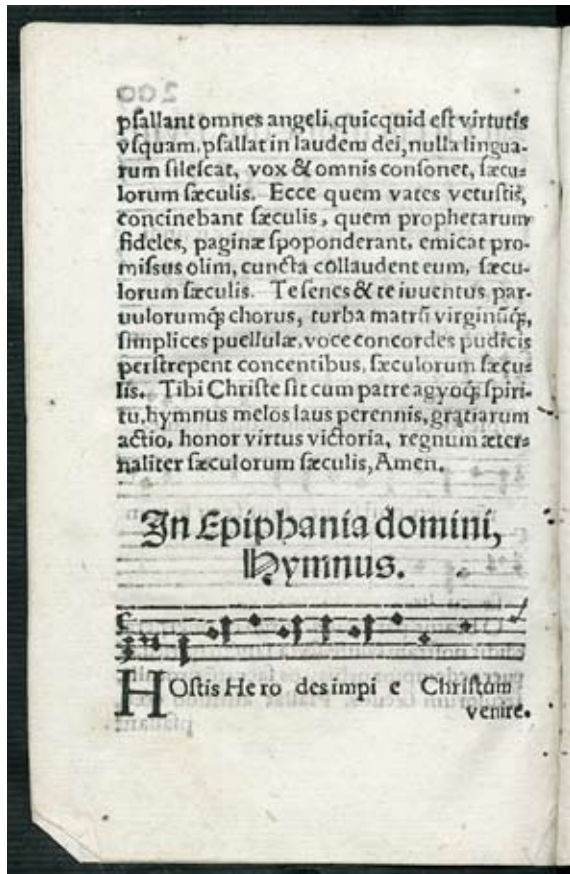 pſallant omnes angeli, quicquid eſt virtutis
vſquam, pſallat in laudem dei, nulla lingua-
rum ſileſcat, vox & omnis conſonet, ſæcu-
lorum ſæculis. Ecce quem vates vetuſtis,
concinebant ſæculis, quem prophetarum
fideles, paginæ ſpoponderant, emicat pro-
miſſus olim, cuncta collaudent eum, ſæcu-
lorum ſæculis. Te ſenes & te iuuentus par-
uulorumq; chorus, turba matrū virginūq;,
ſimplices puellulæ, voce concordes pudicis
perſtrepent concentibus, ſæculorum ſæcu-
lis. Tibi Chriſte ſit cum patre agyoq; ſpiri-
tu, hymnus melos laus perennis, gratiarum
actio, honor virtus victoria, regnum æter-
naliter ſæculorum ſæculis, Amen.
In Epiphania domini,
Hymnus.
HOſtis He ro des impi e Chriſtum
venire.